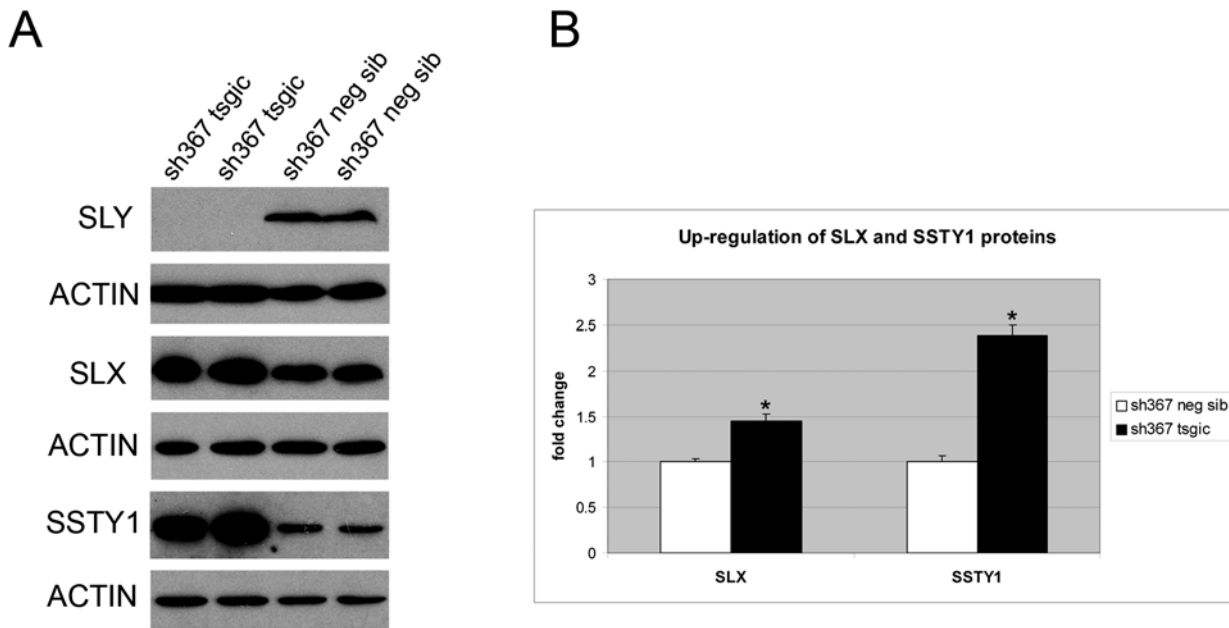 A
sh367 tsgic
sh367 tsgic
sh367 neg sib
sh367 neg sib
SLY
ACTIN
SLX
ACTIN
SSTY1
ACTIN
B
Up-regulation of SLX and SSTY1 proteins
fold change
3
2.5
2
1.5
1
0.5
0
*
*
SLX
SSTY1
sh367 neg sib
sh367 tsgic